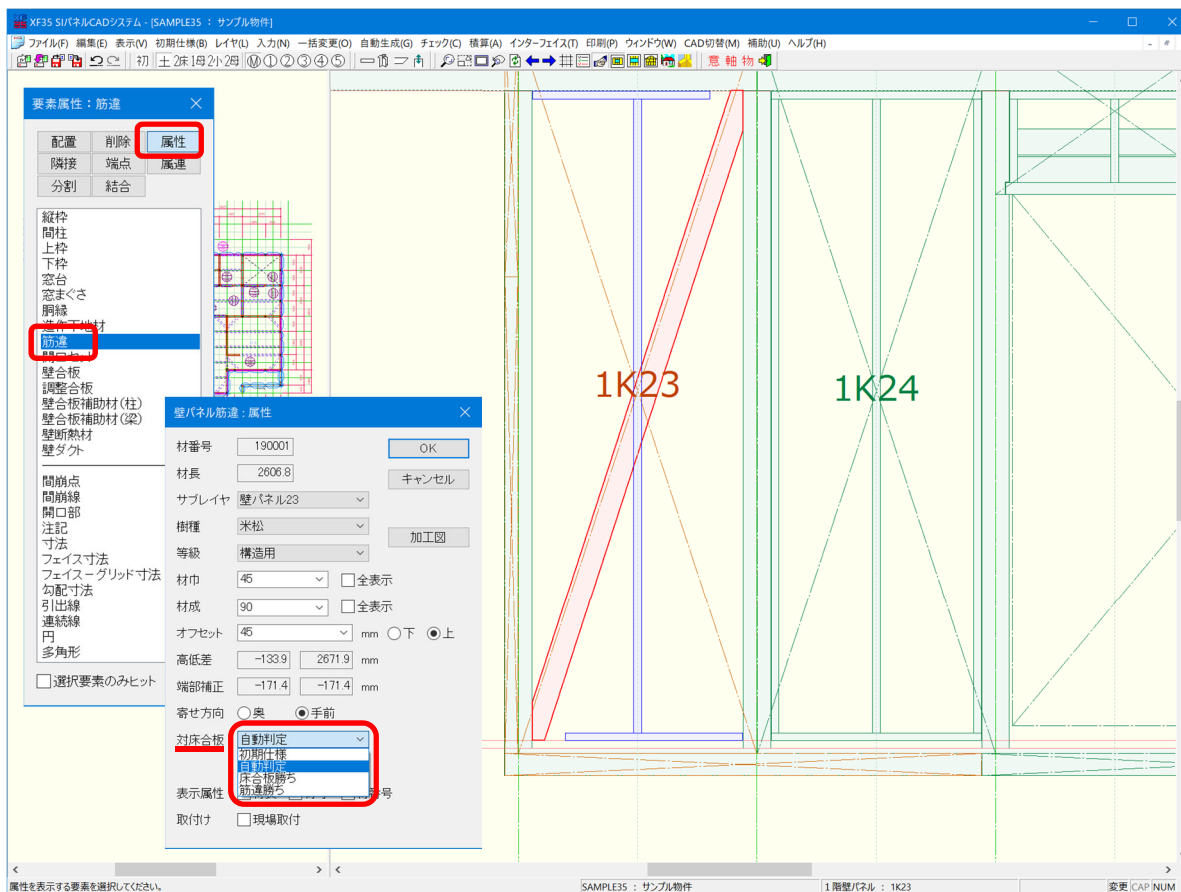 XF35 SIパネルCADシステム - [SAMPLE35 ： サンプル物件]
ファイル(F) 編集(E) 表示(V) 初期仕様(B) レイヤ(L) 入力(N) 一括変更(O) 自動生成(G) チェック(C) 積算(A) インターフェイス(T) 印刷(P) ウィンドウ(W) CAD切替(M) 補助(U) ヘルプ(H)
初 土 2床 1母 2小 2母 Ⓜ ① ② ③ ④ ⑤ 意 軸 物
要素属性：筋違
配置 削除 属性
隣接 端点 属連
分割 結合
縦枠
間柱
上枠
下枠
窓台
窓まぐさ
胴縁
造作下地材
筋違
壁合板
調整合板
壁合板補助材(柱)
壁合板補助材(梁)
壁断熱材
壁ダクト
間崩点
間崩線
開口部
注記
寸法
フェイス寸法
フェイス－グリッド寸法
勾配寸法
引出線
連続線
円
多角形
選択要素のみヒット
壁パネル筋違 : 属性
材番号 190001 OK
材長 2606.8 キャンセル
サブレイヤ 壁パネル23
樹種 米松 加工図
等級 構造用
材巾 45 全表示
材成 90 全表示
オフセット 45 mm 下 上
高低差 -133.9 2671.9 mm
端部補正 -171.4 -171.4 mm
寄せ方向 奥 手前
対床合板 自動判定
初期仕様
自動判定
床合板勝ち
筋違勝ち
表示属性
取付け 現場取付
1K23
1K24
属性を表示する要素を選択してください。 SAMPLE35 ： サンプル物件 1階壁パネル ： 1K23 変更 CAP NUM